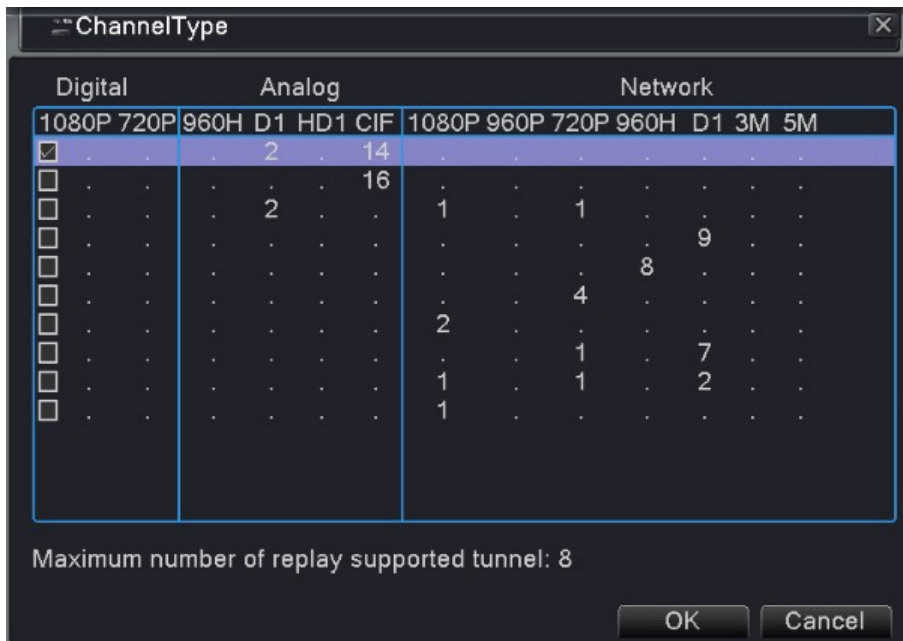 ChannelType
Digital Analog Network
1080P 720P 960H D1 HD1 CIF 1080P 960P 720P 960H D1 3M 5M
. . . 2 . 14 . . . . . . .
. . . . . 16 . . . . . . .
. . . 2 . . 1 . 1 . . . .
. . . . . . . . . . 9 . .
. . . . . . . . . 8 . . .
. . . . . . . . 4 . . . .
. . . . . . 2 . . . . . .
. . . . . . . . 1 . 7 . .
. . . . . . 1 . 1 . 2 . .
. . . . . . 1 . . . . . .
Maximum number of replay supported tunnel: 8
OK Cancel